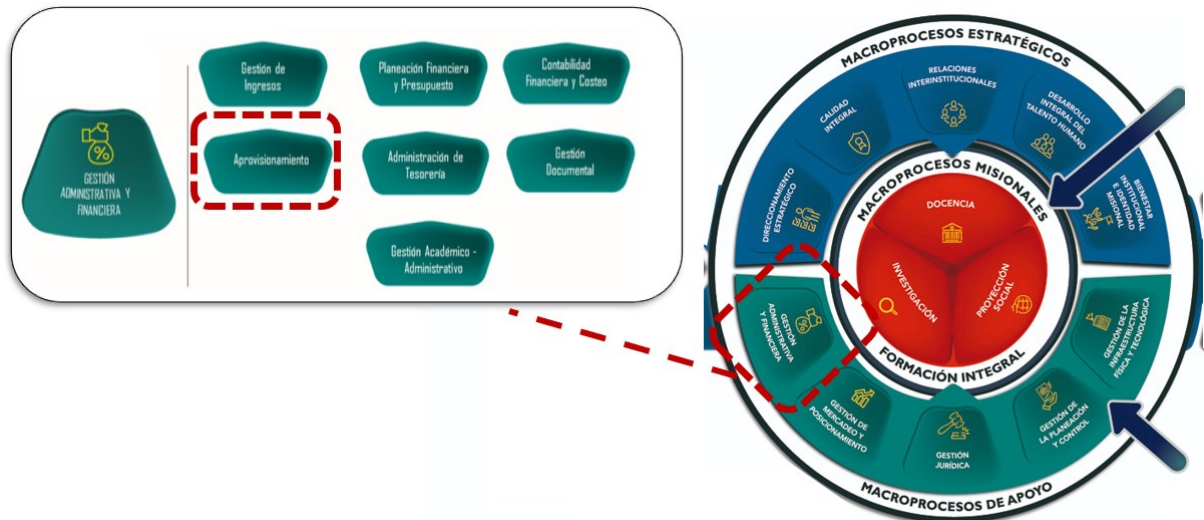 Gestión de
Ingresos
Planeación Financiera
y Presupuesto
Contabilidad
Financiera y Costeo
GESTIÓN
ADMINISTRATIVA Y
FINANCIERA
Aprovisionamiento
Administración de
Tesorería
Gestión
Documental
Gestión Académico -
Administrativo
MACROPROCESOS ESTRATÉGICOS
DIRECCIONAMIENTO
ESTRATÉGICO
CALIDAD
INTEGRAL
RELACIONES
INTERINSTITUCIONALES
DESARROLLO
INTEGRAL DEL
TALENTO HUMANO
BIENESTAR
INSTITUCIONAL
E IDENTIDAD
MISIONAL
MACROPROCESOS MISIONALES
DOCENCIA
INVESTIGACIÓN
PROYECCIÓN
SOCIAL
FORMACIÓN INTEGRAL
GESTIÓN
ADMINISTRATIVA
Y FINANCIERA
GESTIÓN DE
MERCADEO Y
POSICIONAMIENTO
GESTIÓN
JURÍDICA
GESTIÓN DE
LA PLANEACIÓN
Y CONTROL
GESTIÓN DE LA
INFRAESTRUCTURA
FÍSICA Y TECNOLÓGICA
MACROPROCESOS DE APOYO